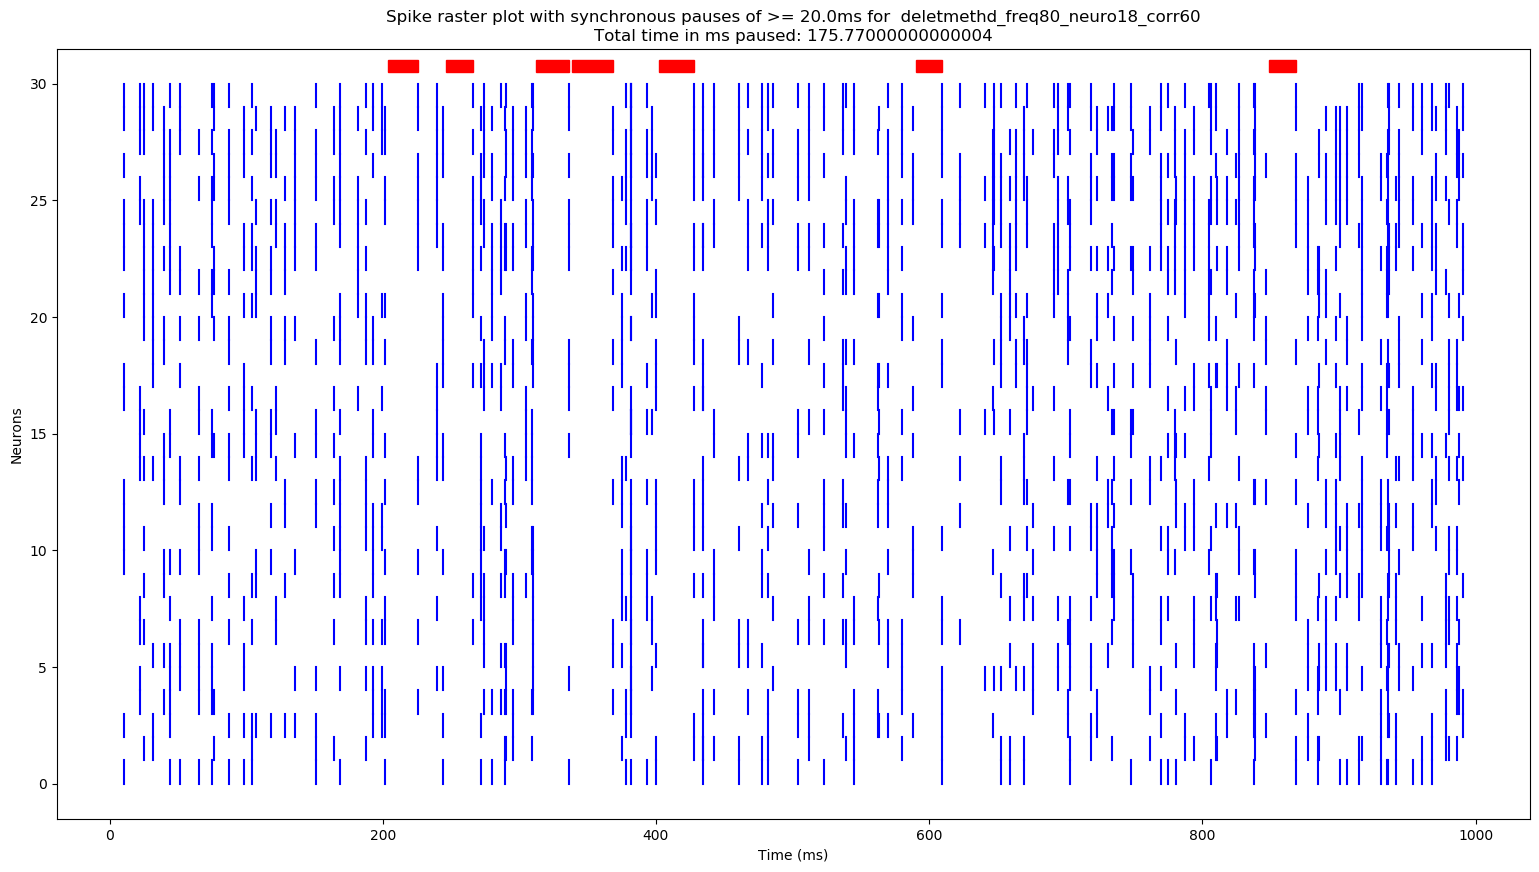 Spike raster plot with synchronous pauses of >= 20.0ms for  deletmethd_freq80_neuro18_corr60
Total time in ms paused: 175.77000000000004
30
25
20
15
10
5
0
Neurons
0 200 400 600 800 1000
Time (ms)